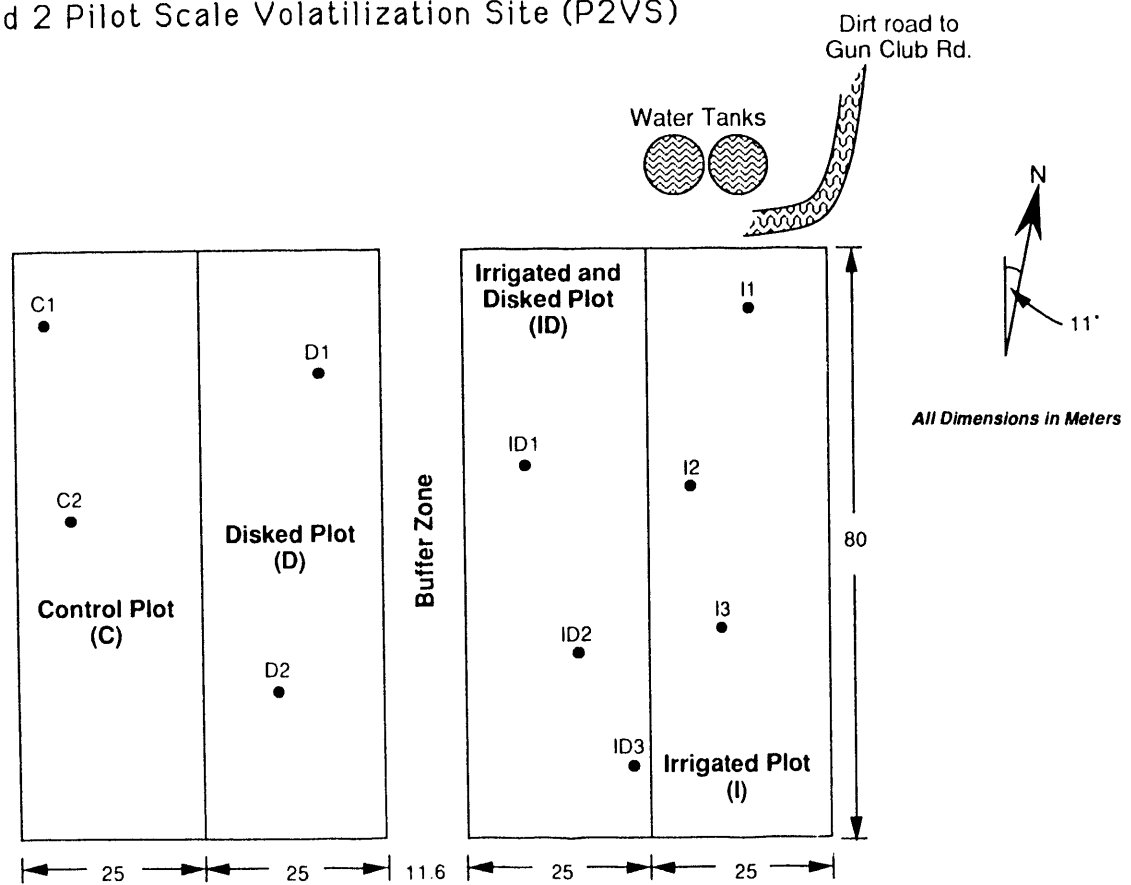 d 2 Pilot Scale Volatilization Site (P2VS)
Dirt road to
Gun Club Rd.
Water Tanks
N
11°
All Dimensions in Meters
C1
C2
Control Plot
(C)
D1
Disked Plot
(D)
D2
Buffer Zone
Irrigated and
Disked Plot
(ID)
ID1
ID2
ID3
I1
I2
I3
Irrigated Plot
(I)
80
25
25
11.6
25
25